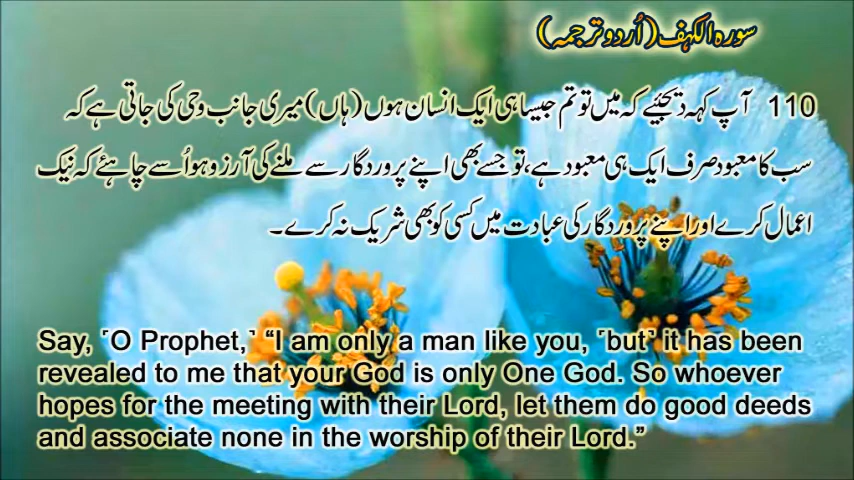 سورہ الکہف (اُردو ترجمہ)
110 آپ کہہ دیجئیے کہ میں تو تم جیسا ہی ایک انسان ہوں (ہاں) میری جانب وحی کی جاتی ہے کہ
سب کا معبود صرف ایک ہی معبود ہے، تو جسے بھی اپنے پروردگار سے ملنے کی آرزو ہو اُسے چاہئے کہ نیک
اعمال کرے اور اپنے پروردگار کی عبادت میں کسی کو بھی شریک نہ کرے۔
Say, ˹O Prophet,˺ “I am only a man like you, ˹but˺ it has been
revealed to me that your God is only One God. So whoever
hopes for the meeting with their Lord, let them do good deeds
and associate none in the worship of their Lord.”